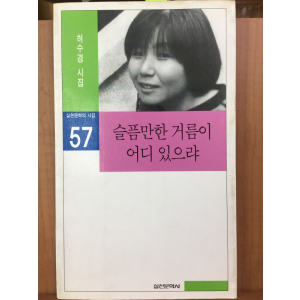 허수경 시집
실천문학의 시집
57
슬픔만한 거름이
어디 있으랴
실천문학사